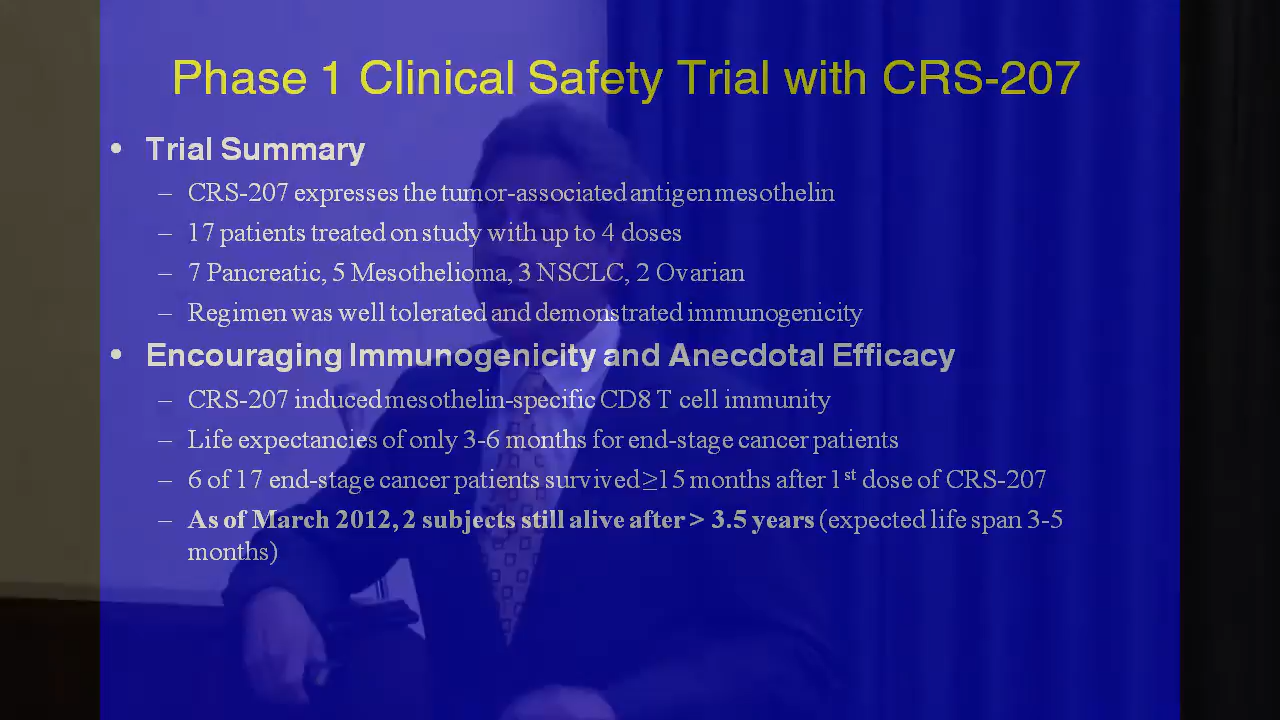 Phase 1 Clinical Safety Trial with CRS-207
• Trial Summary
– CRS-207 expresses the tumor-associated antigen mesothelin
– 17 patients treated on study with up to 4 doses
– 7 Pancreatic, 5 Mesothelioma, 3 NSCLC, 2 Ovarian
– Regimen was well tolerated and demonstrated immunogenicity
• Encouraging Immunogenicity and Anecdotal Efficacy
– CRS-207 induced mesothelin-specific CD8 T cell immunity
– Life expectancies of only 3-6 months for end-stage cancer patients
– 6 of 17 end-stage cancer patients survived ≥15 months after 1st dose of CRS-207
– As of March 2012, 2 subjects still alive after > 3.5 years (expected life span 3-5
months)